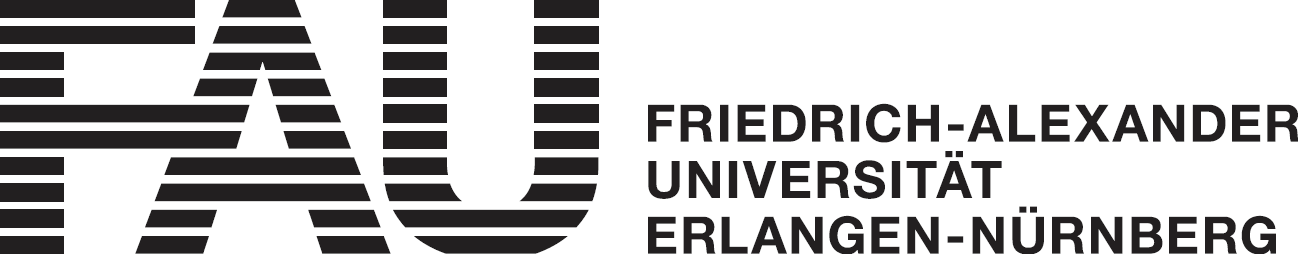 FAU
FRIEDRICH-ALEXANDER
UNIVERSITÄT
ERLANGEN-NÜRNBERG